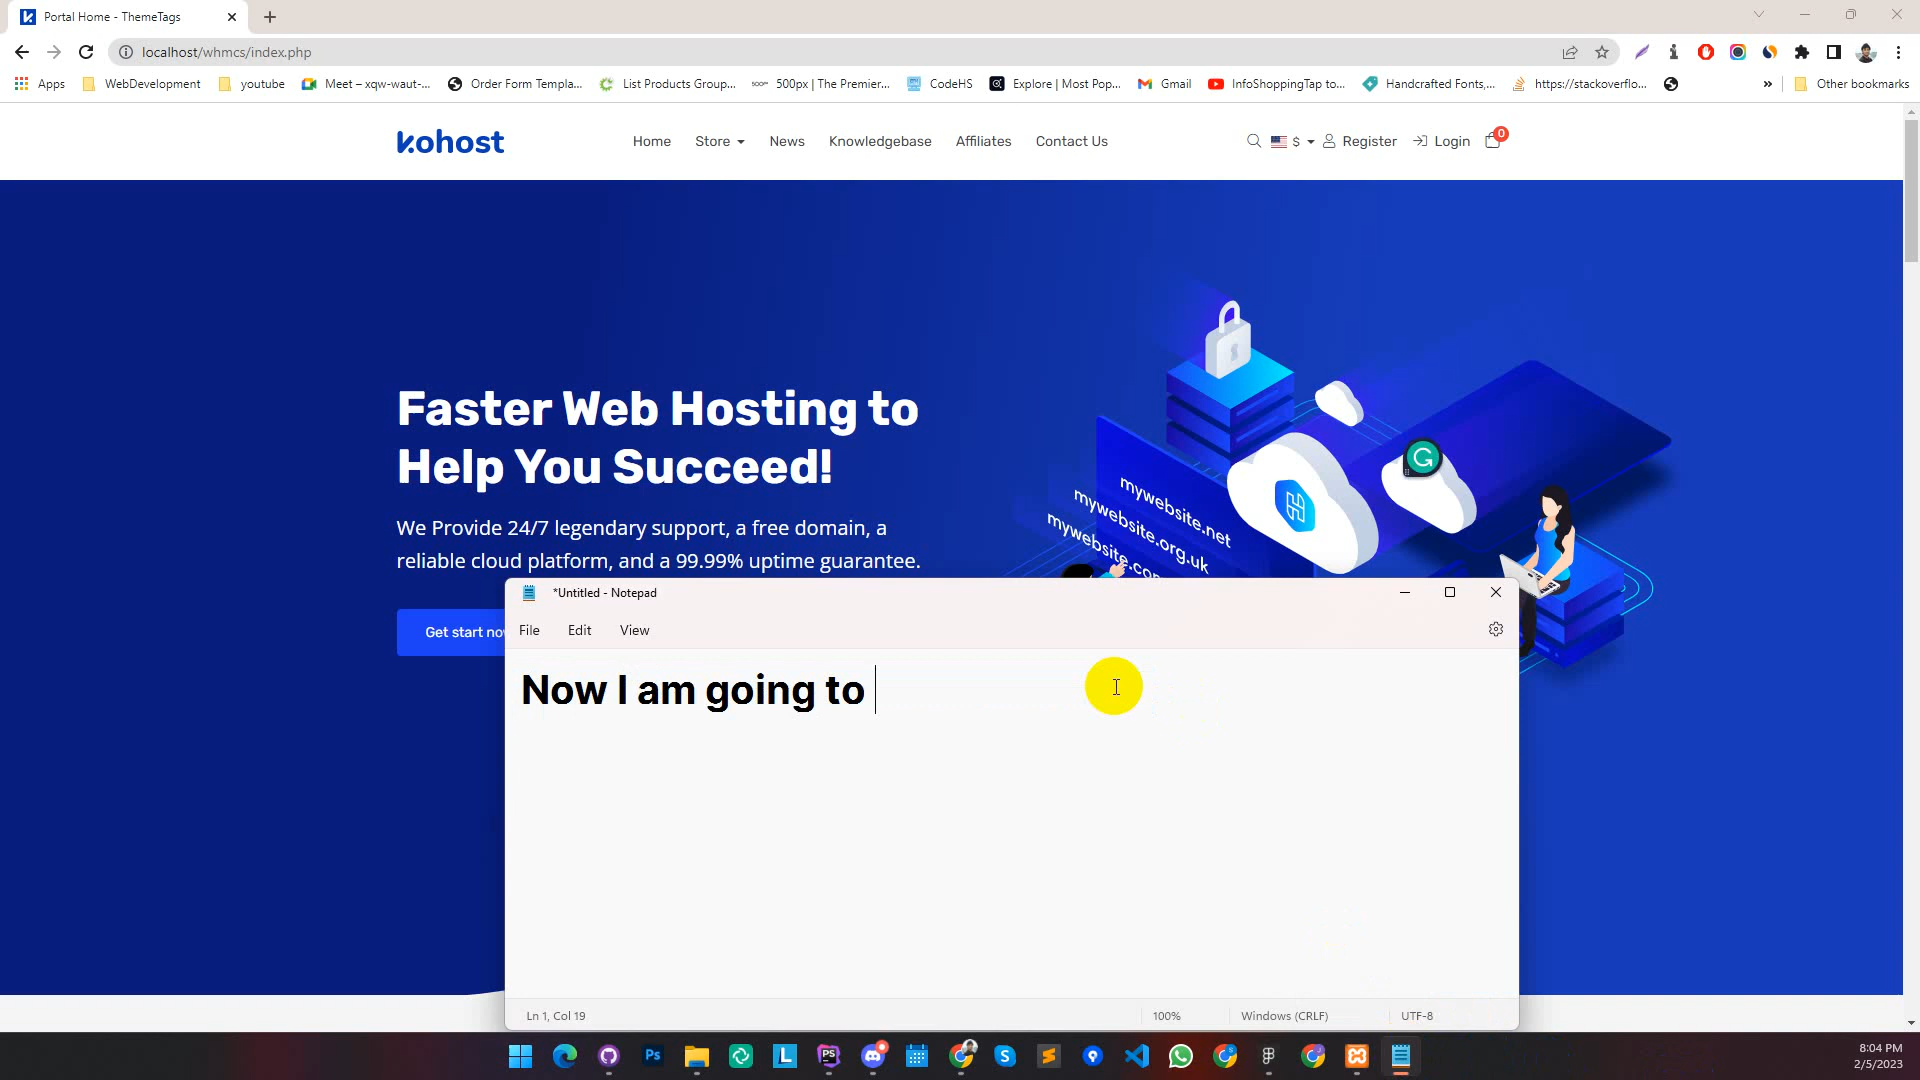 Portal Home - ThemeTags
localhost/whmcs/index.php
Apps WebDevelopment youtube Meet – xqw-waut-... Order Form Templa... List Products Group... 500px | The Premier... CodeHS Explore | Most Pop... Gmail InfoShoppingTap to... Handcrafted Fonts,... https://stackoverflo... » Other bookmarks
kohost Home Store News Knowledgebase Affiliates Contact Us $ Register Login 0
Faster Web Hosting to
Help You Succeed!
We Provide 24/7 legendary support, a free domain, a
reliable cloud platform, and a 99.99% uptime guarantee.
mywebsite.net
mywebsite.org.uk
Get start
*Untitled - Notepad
File Edit View
Now I am going to
Ln 1, Col 19 100% Windows (CRLF) UTF-8
8:04 PM
2/5/2023